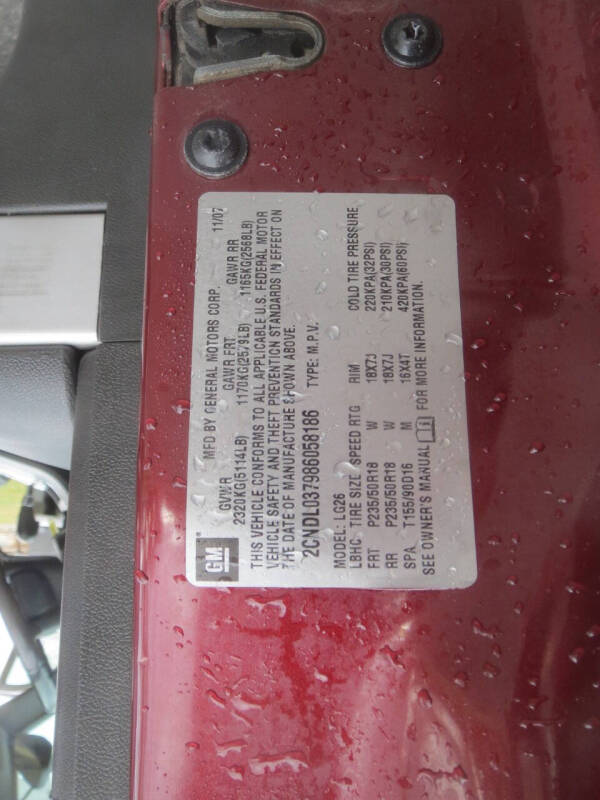 GM
MFD BY GENERAL MOTORS CORP. 11/07
GVWR GAWR FRT GAWR RR
2320KG(5114LB) 1170KG(2579LB) 1165KG(2568LB)
THIS VEHICLE CONFORMS TO ALL APPLICABLE U.S. FEDERAL MOTOR
VEHICLE SAFETY AND THEFT PREVENTION STANDARDS IN EFFECT ON
THE DATE OF MANUFACTURE SHOWN ABOVE.
2CNDL037986058186 TYPE: M.P.V.
MODEL: LG26
LBHC TIRE SIZE SPEED RTG RIM COLD TIRE PRESSURE
FRT P235/50R18 W 18X7J 220KPA(32PSI)
RR P235/50R18 W 18X7J 210KPA(30PSI)
SPA T155/90D16 M 16X4T 420KPA(60PSI)
SEE OWNER'S MANUAL FOR MORE INFORMATION.